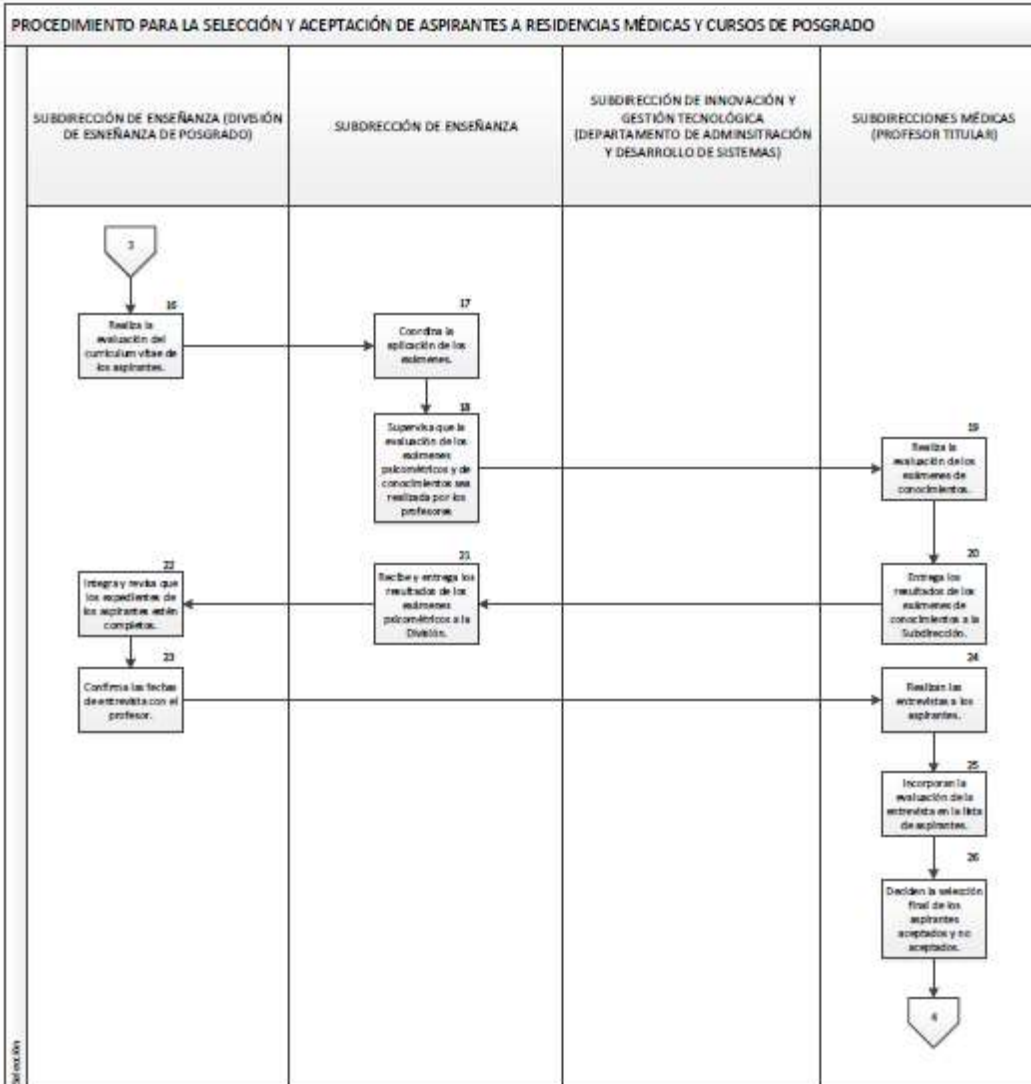 PROCEDIMIENTO PARA LA SELECCIÓN Y ACEPTACIÓN DE ASPIRANTES A RESIDENCIAS MÉDICAS Y CURSOS DE POSGRADO
SUBDIRECCIÓN DE ENSEÑANZA (DIVISIÓN
DE ESNEÑANZA DE POSGRADO)
SUBDRECCIÓN DE ENSEÑANZA
SUBDIRECCIÓN DE INNOVACIÓN Y
GESTIÓN TECNOLÓGICA
(DEPARTAMENTO DE ADMINSITRACIÓN
Y DESARROLLO DE SISTEMAS)
SUBDIRECCIONES MÉDICAS
(PROFESOR TITULAR)
3
16
Realiza la
evaluación del
curriculum vitae de
los aspirantes.
17
Coordina la
aplicación de los
exámenes.
18
Supervisa que la
evaluación de los
exámenes
psicométricos y de
conocimientos sea
realizada por los
profesores
19
Realiza la
evaluación de los
exámenes de
conocimientos.
20
Entrega los
resultados de los
exámenes de
conocimientos a la
Subdirección.
21
Recibe y entrega los
resultados de los
exámenes
psicométricos a la
División.
22
Integra y revisa que
los expedientes de
los aspirantes estén
completos.
23
Confirma las fechas
de entrevista con el
profesor.
24
Realizan las
entrevistas a los
aspirantes.
25
Incorporan la
evaluación de la
entrevista en la lista
de aspirantes.
26
Deciden la selección
final de los
aspirantes
aceptados y no
aceptados.
4
Selección